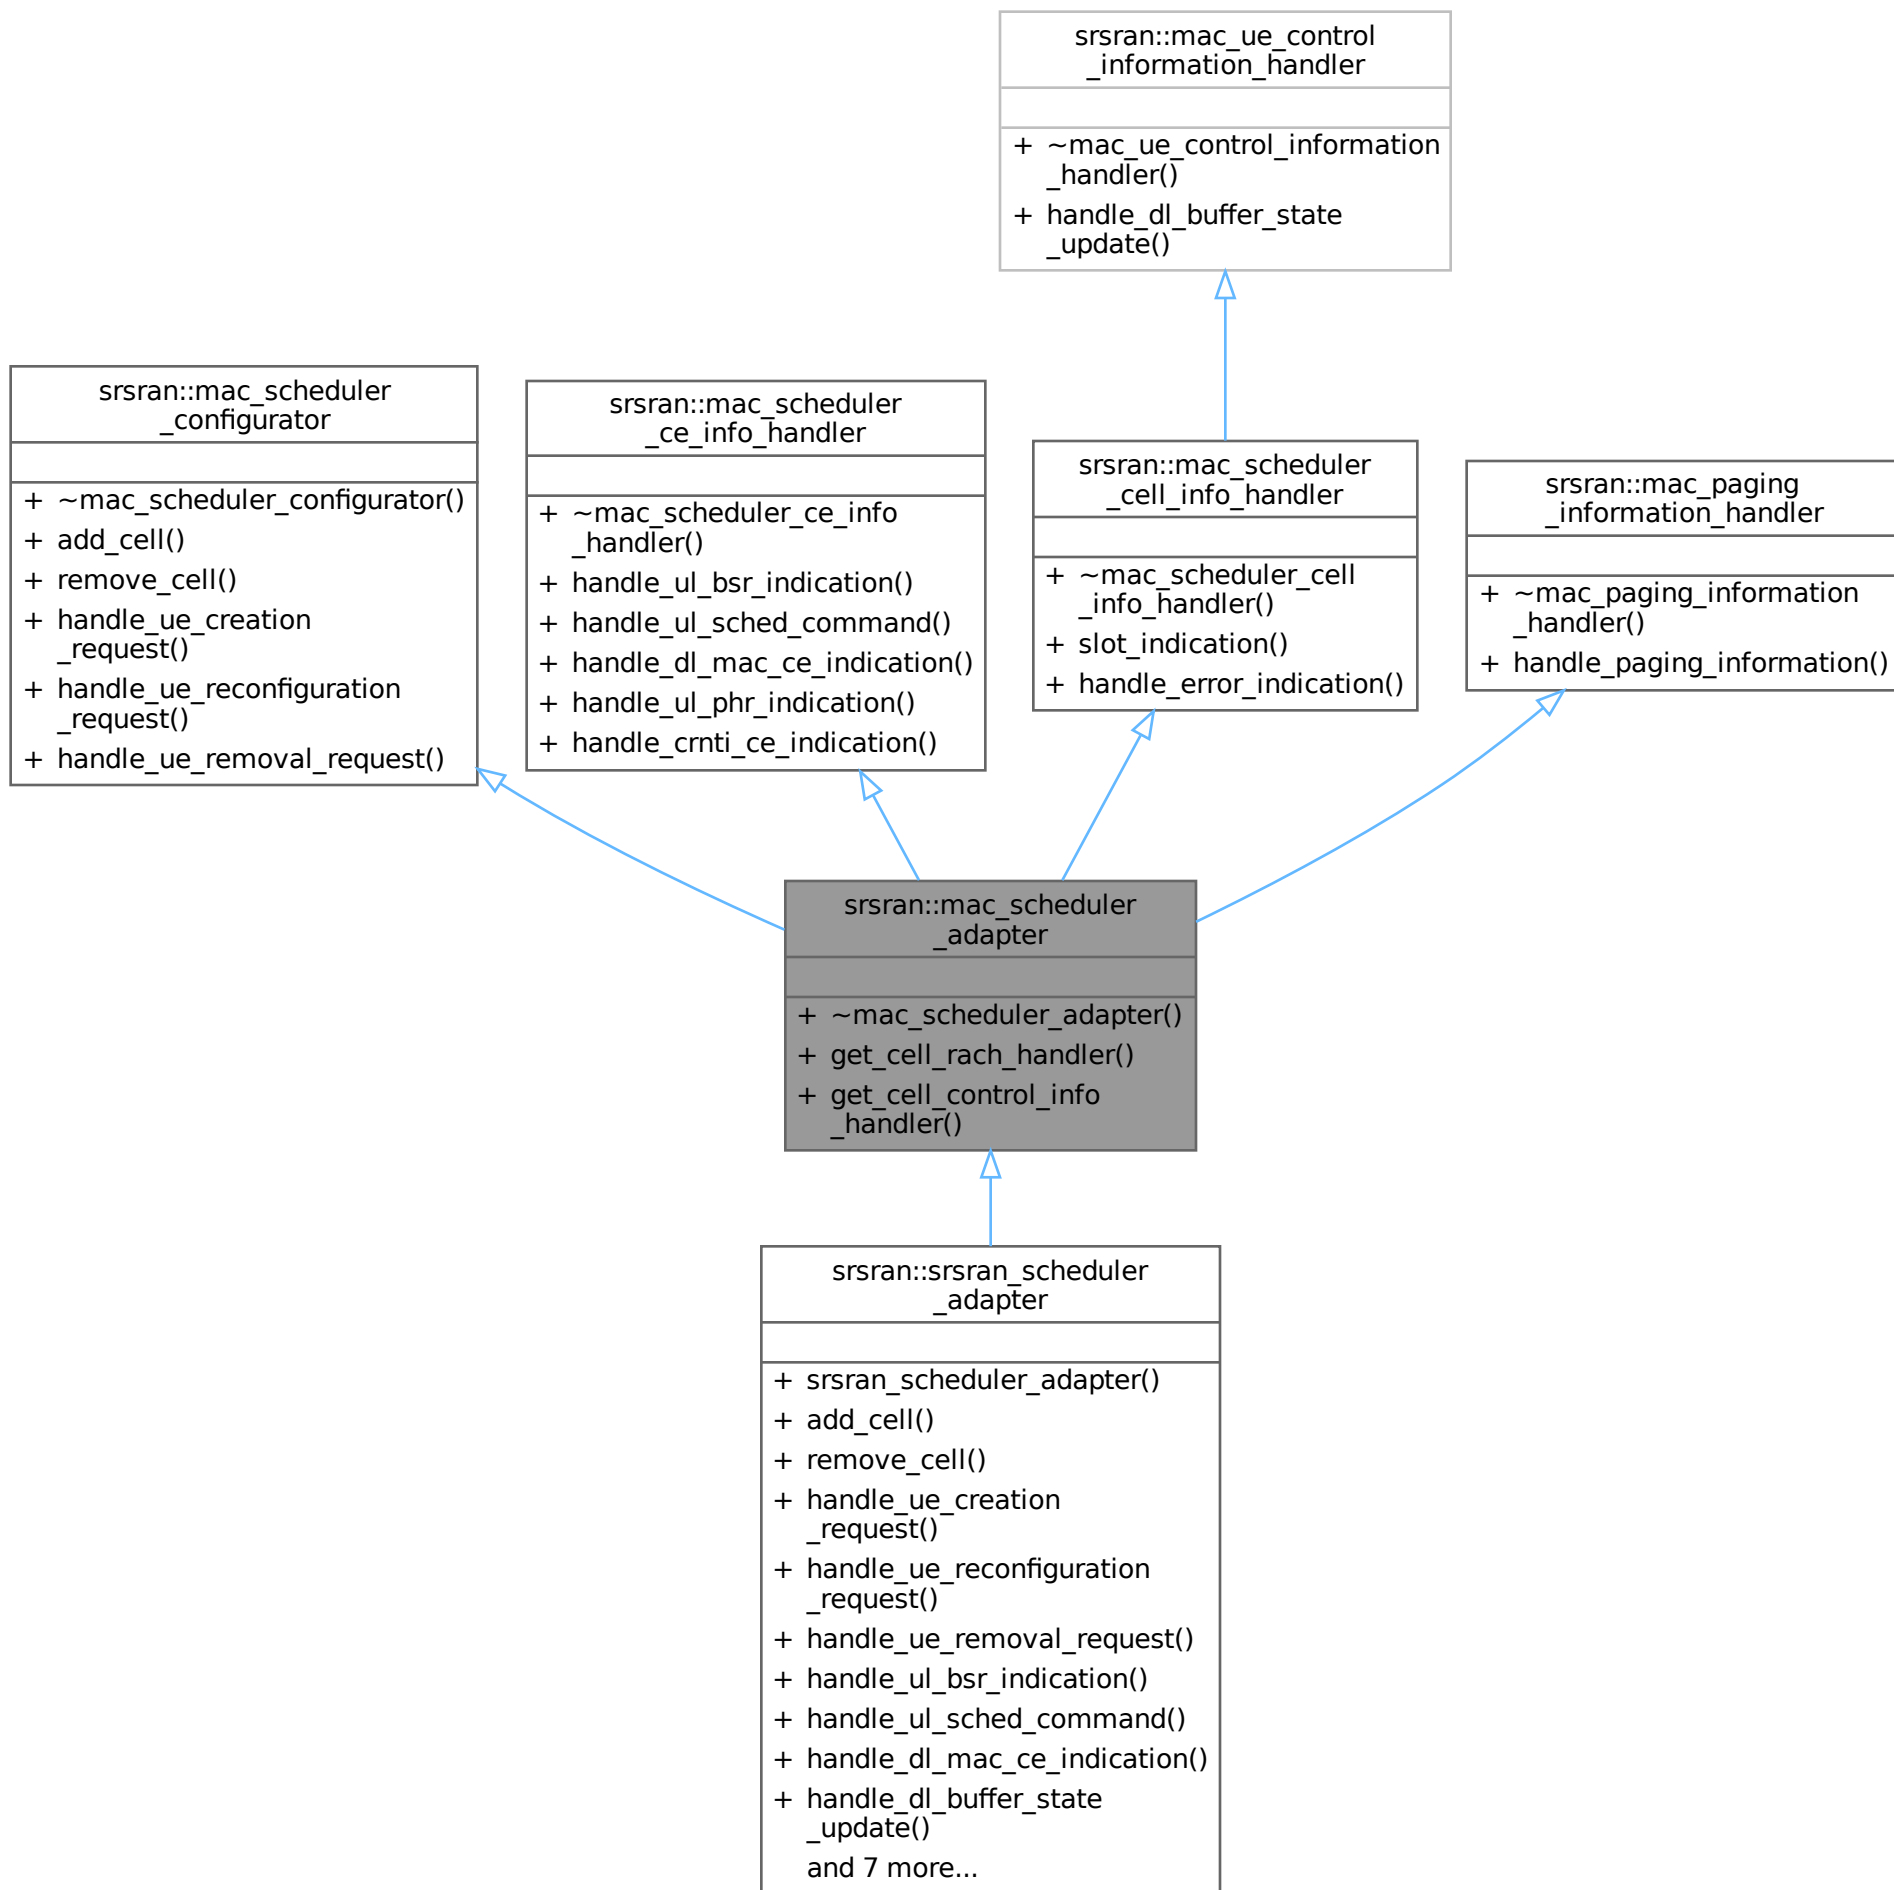 srsran::mac_ue_control
_information_handler
+ ~mac_ue_control_information
_handler()
+ handle_dl_buffer_state
_update()
srsran::mac_scheduler
_configurator
+ ~mac_scheduler_configurator()
+ add_cell()
+ remove_cell()
+ handle_ue_creation
_request()
+ handle_ue_reconfiguration
_request()
+ handle_ue_removal_request()
srsran::mac_scheduler
_ce_info_handler
+ ~mac_scheduler_ce_info
_handler()
+ handle_ul_bsr_indication()
+ handle_ul_sched_command()
+ handle_dl_mac_ce_indication()
+ handle_ul_phr_indication()
+ handle_crnti_ce_indication()
srsran::mac_scheduler
_cell_info_handler
+ ~mac_scheduler_cell
_info_handler()
+ slot_indication()
+ handle_error_indication()
srsran::mac_paging
_information_handler
+ ~mac_paging_information
_handler()
+ handle_paging_information()
srsran::mac_scheduler
_adapter
+ ~mac_scheduler_adapter()
+ get_cell_rach_handler()
+ get_cell_control_info
_handler()
srsran::srsran_scheduler
_adapter
+ srsran_scheduler_adapter()
+ add_cell()
+ remove_cell()
+ handle_ue_creation
_request()
+ handle_ue_reconfiguration
_request()
+ handle_ue_removal_request()
+ handle_ul_bsr_indication()
+ handle_ul_sched_command()
+ handle_dl_mac_ce_indication()
+ handle_dl_buffer_state
_update()
and 7 more...